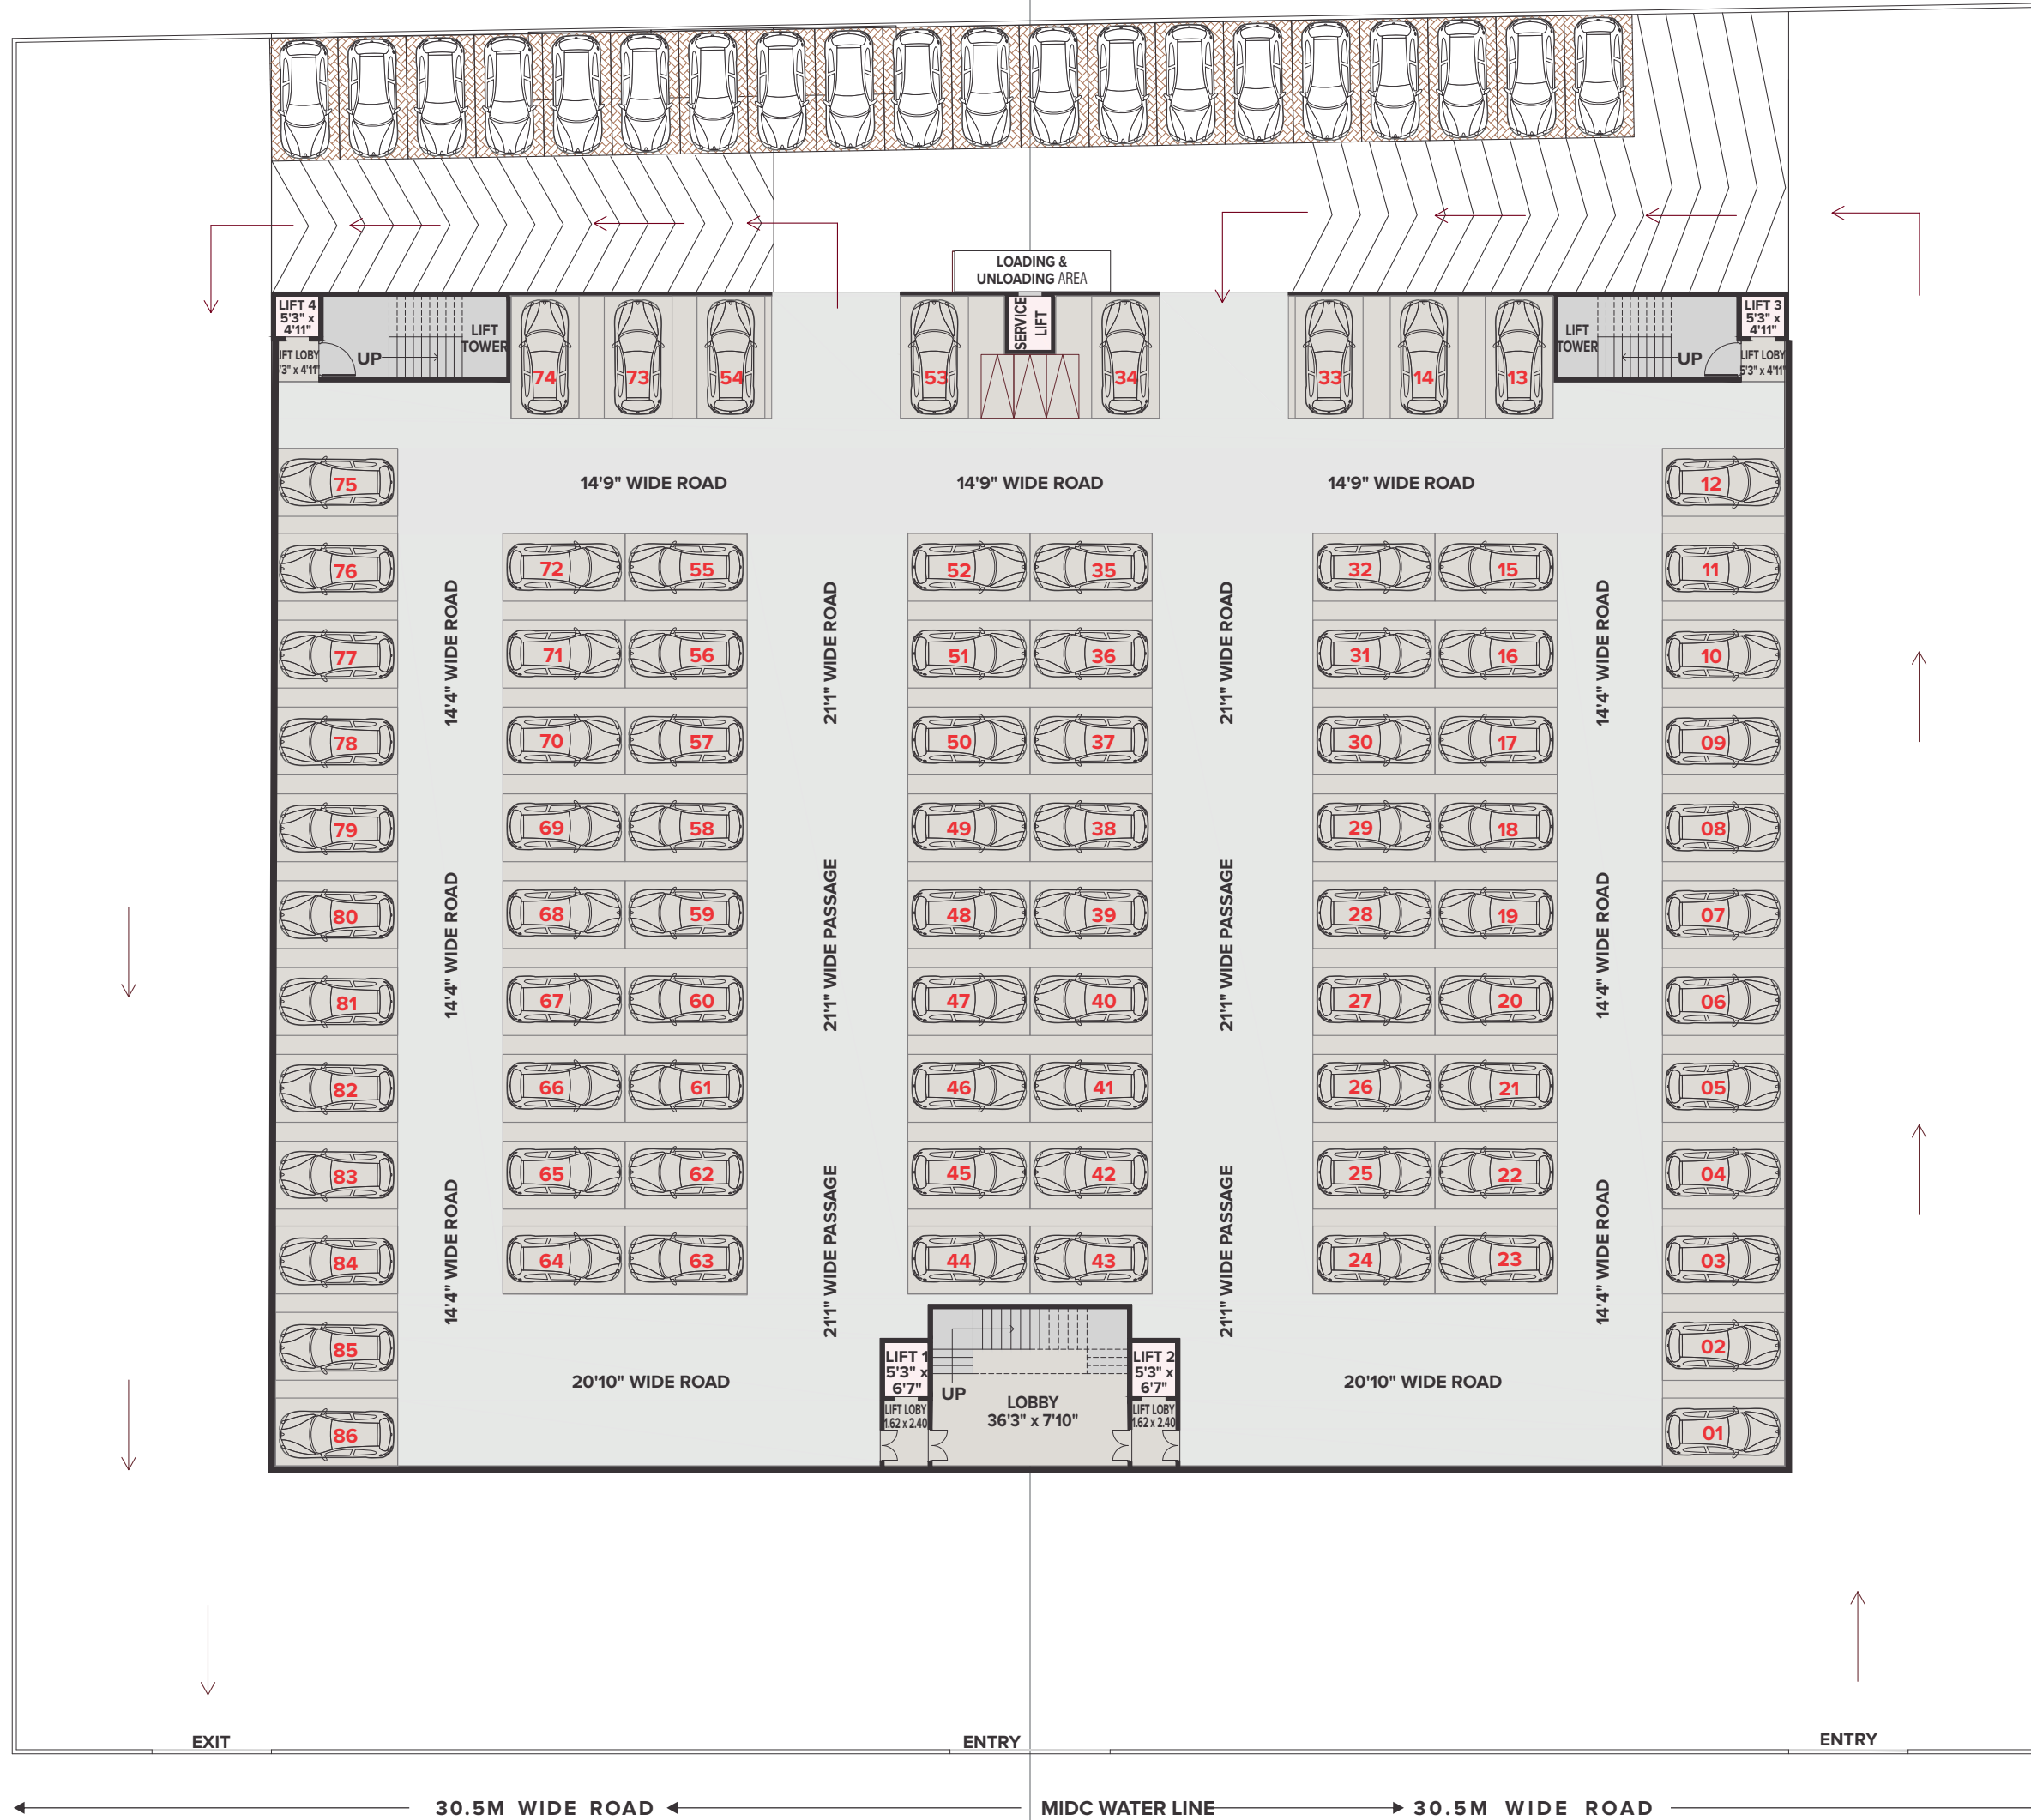 LOADING &
UNLOADING AREA
LIFT 4
5'3" x
4'11"
IFT LOBY
'3" x 4'11"
UP
LIFT
TOWER
74
73
54
53
SERVICE
LIFT
34
33
14
13
LIFT
TOWER
UP
LIFT 3
5'3" x
4'11"
LIFT LOBY
5'3" x 4'11"
75
14'9" WIDE ROAD
14'9" WIDE ROAD
14'9" WIDE ROAD
12
76
72
55
52
35
32
15
11
14'4" WIDE ROAD
21'1" WIDE ROAD
21'1" WIDE ROAD
14'4" WIDE ROAD
77
71
56
51
36
31
16
10
78
70
57
50
37
30
17
09
79
69
58
49
38
29
18
08
14'4" WIDE ROAD
21'1" WIDE PASSAGE
21'1" WIDE PASSAGE
14'4" WIDE ROAD
80
68
59
48
39
28
19
07
81
67
60
47
40
27
20
06
82
66
61
46
41
26
21
05
83
65
62
45
42
25
22
04
14'4" WIDE ROAD
21'1" WIDE PASSAGE
21'1" WIDE PASSAGE
14'4" WIDE ROAD
84
64
63
44
43
24
23
03
85
02
20'10" WIDE ROAD
LIFT 1
5'3" x
6'7"
LIFT LOBY
1.62 x 2.40
UP
LOBBY
36'3" x 7'10"
LIFT 2
5'3" x
6'7"
LIFT LOBY
1.62 x 2.40
20'10" WIDE ROAD
86
01
EXIT
ENTRY
ENTRY
30.5M WIDE ROAD
MIDC WATER LINE
30.5M WIDE ROAD